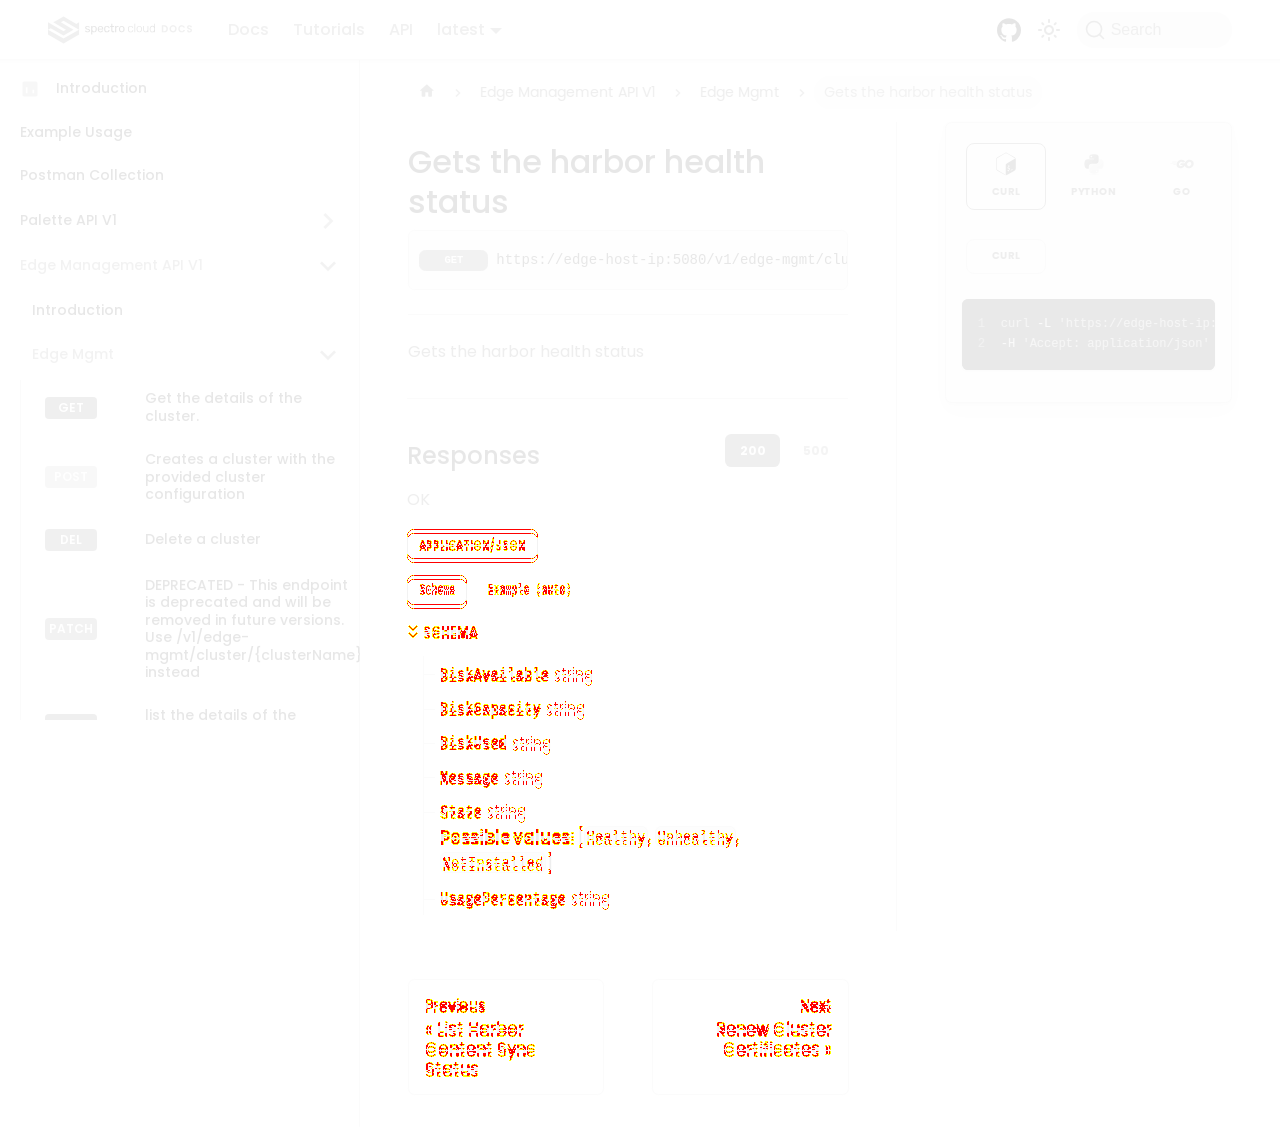 spectro cloud DOCS
Docs Tutorials API latest
Search
Introduction
Example Usage
Postman Collection
Palette API V1
Edge Management API V1
Introduction
Edge Mgmt
GET Get the details of the
cluster.
POST Creates a cluster with the
provided cluster
configuration
DEL Delete a cluster
DEPRECATED - This endpoint
is deprecated and will be
PATCH removed in future versions.
Use /v1/edge-
mgmt/cluster/{clusterName}
instead
list the details of the
Edge Management API V1 Edge Mgmt Gets the harbor health status
Gets the harbor health
status
GET https://edge-host-ip:5080/v1/edge-mgmt/clu
Gets the harbor health status
Responses 200 500
OK
APPLICATION/JSON
Schema Example (auto)
SCHEMA
DiskAvailable string
DiskCapacity string
DiskUsed string
Message string
State string
Possible values: [Healthy, Unhealthy,
NotInstalled]
UsagePercentage string
Previous
« List Harbor
Content Sync
Status
Next
Renew Cluster
Certificates »
CURL PYTHON GO
CURL
1 curl -L 'https://edge-host-ip:
2 -H 'Accept: application/json'